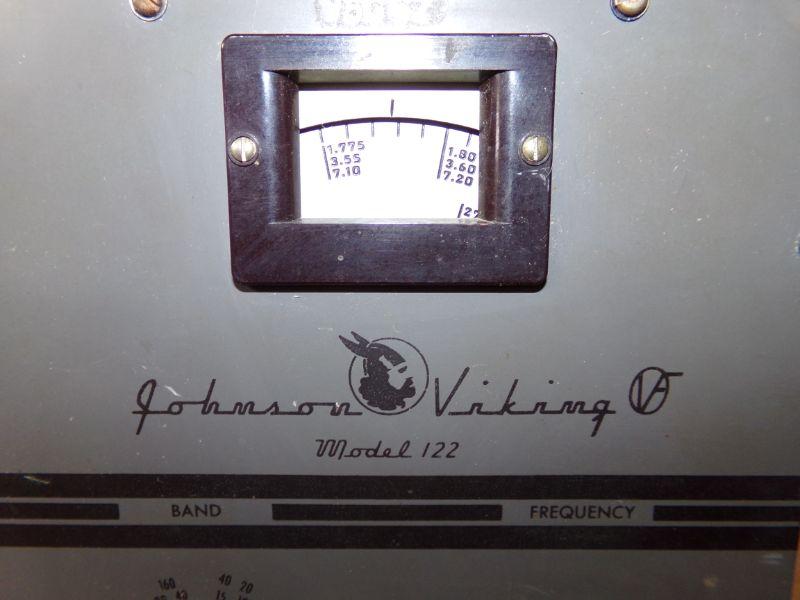 1.775 1.80
3.55 3.60
7.10 7.20
Johnson Viking
Model 122
BAND FREQUENCY
160 40 20